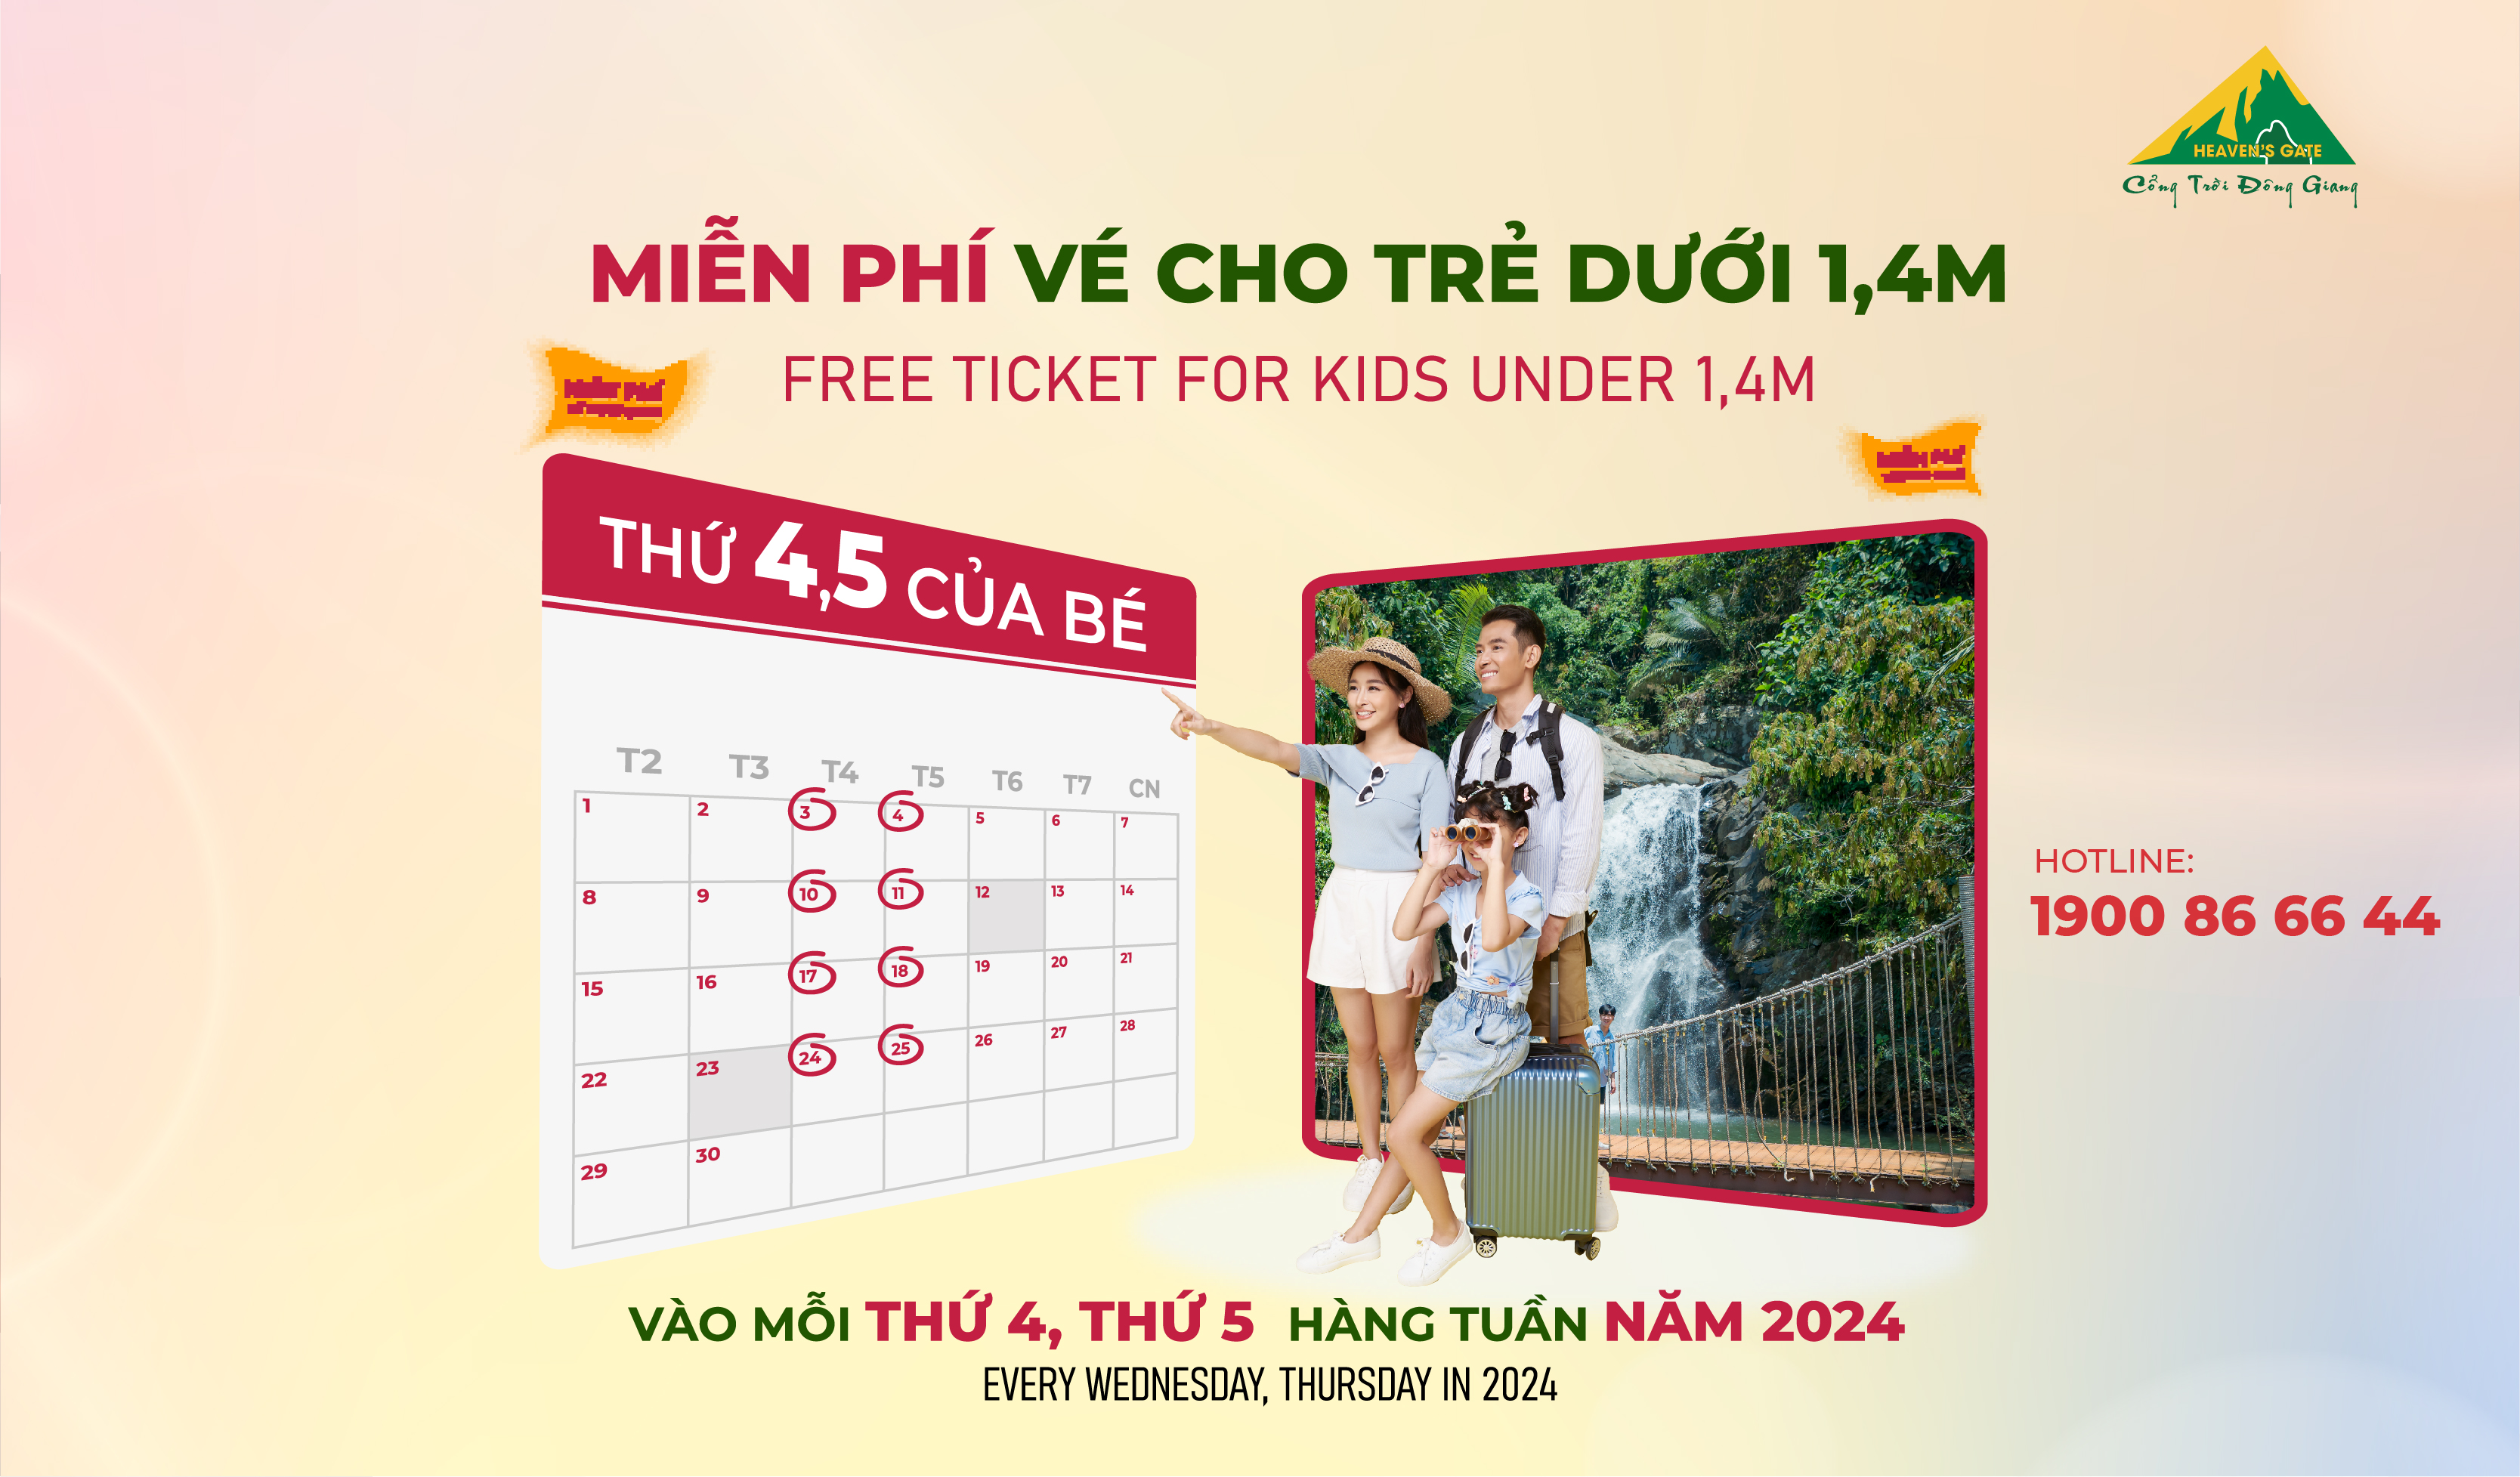 HEAVEN'S GATE
Cổng Trời Đông Giang
MIỄN PHÍ VÉ CHO TRẺ DƯỚI 1,4M
FREE TICKET FOR KIDS UNDER 1,4M
THỨ 4,5 CỦA BÉ
T2 T3 T4 T5 T6 T7 CN
1 2 3 4 5 6 7
8 9 10 11 12 13 14
15 16 17 18 19 20 21
22 23 24 25 26 27 28
29 30
HOTLINE:
1900 86 66 44
VÀO MỖI THỨ 4, THỨ 5 HÀNG TUẦN NĂM 2024
EVERY WEDNESDAY, THURSDAY IN 2024